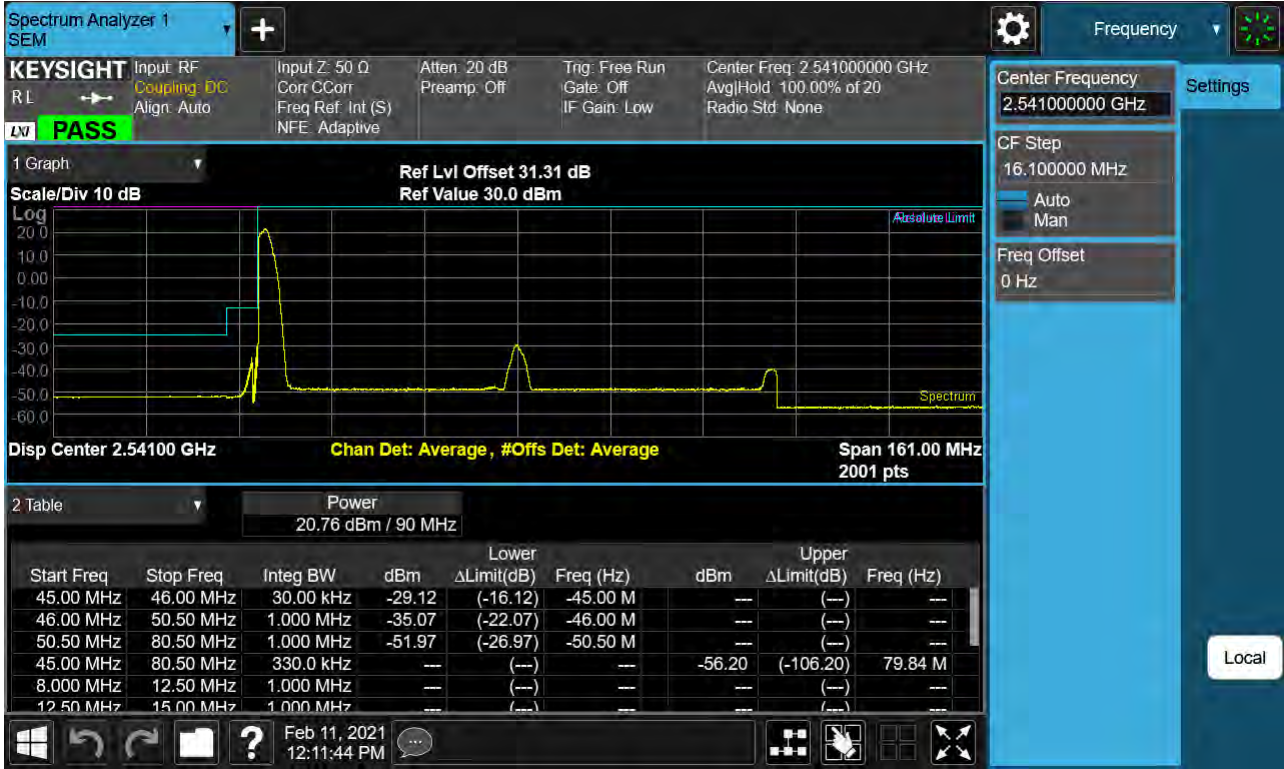 Spectrum Analyzer 1
SEM
Frequency
KEYSIGHT
Input: RF
Coupling: DC
Align: Auto
Input Z: 50 Ω
Corr CCorr
Freq Ref: Int (S)
NFE: Adaptive
Atten: 20 dB
Preamp: Off
Trig: Free Run
Gate: Off
IF Gain: Low
Center Freq: 2.541000000 GHz
Avg|Hold: 100.00% of 20
Radio Std: None
R L
LXI
PASS
Center Frequency
2.541000000 GHz
Settings
CF Step
16.100000 MHz
Auto
Man
Freq Offset
0 Hz
1 Graph
Ref Lvl Offset 31.31 dB
Scale/Div 10 dB
Ref Value 30.0 dBm
Log
Absolute Limit
20.0
10.0
0.00
-10.0
-20.0
-30.0
-40.0
-50.0
Spectrum
-60.0
Disp Center 2.54100 GHz
Chan Det: Average , #Offs Det: Average
Span 161.00 MHz
2001 pts
2 Table
Power
20.76 dBm / 90 MHz
Lower Upper
Start Freq Stop Freq Integ BW dBm ΔLimit(dB) Freq (Hz) dBm ΔLimit(dB) Freq (Hz)
45.00 MHz 46.00 MHz 30.00 kHz -29.12 (-16.12) -45.00 M --- (---) ---
46.00 MHz 50.50 MHz 1.000 MHz -35.07 (-22.07) -46.00 M --- (---) ---
50.50 MHz 80.50 MHz 1.000 MHz -51.97 (-26.97) -50.50 M --- (---) ---
45.00 MHz 80.50 MHz 330.0 kHz --- (---) --- -56.20 (-106.20) 79.84 M
8.000 MHz 12.50 MHz 1.000 MHz --- (---) --- --- (---) ---
12.50 MHz 15.00 MHz 1.000 MHz --- (---) --- --- (---) ---
Local
?
Feb 11, 2021
12:11:44 PM